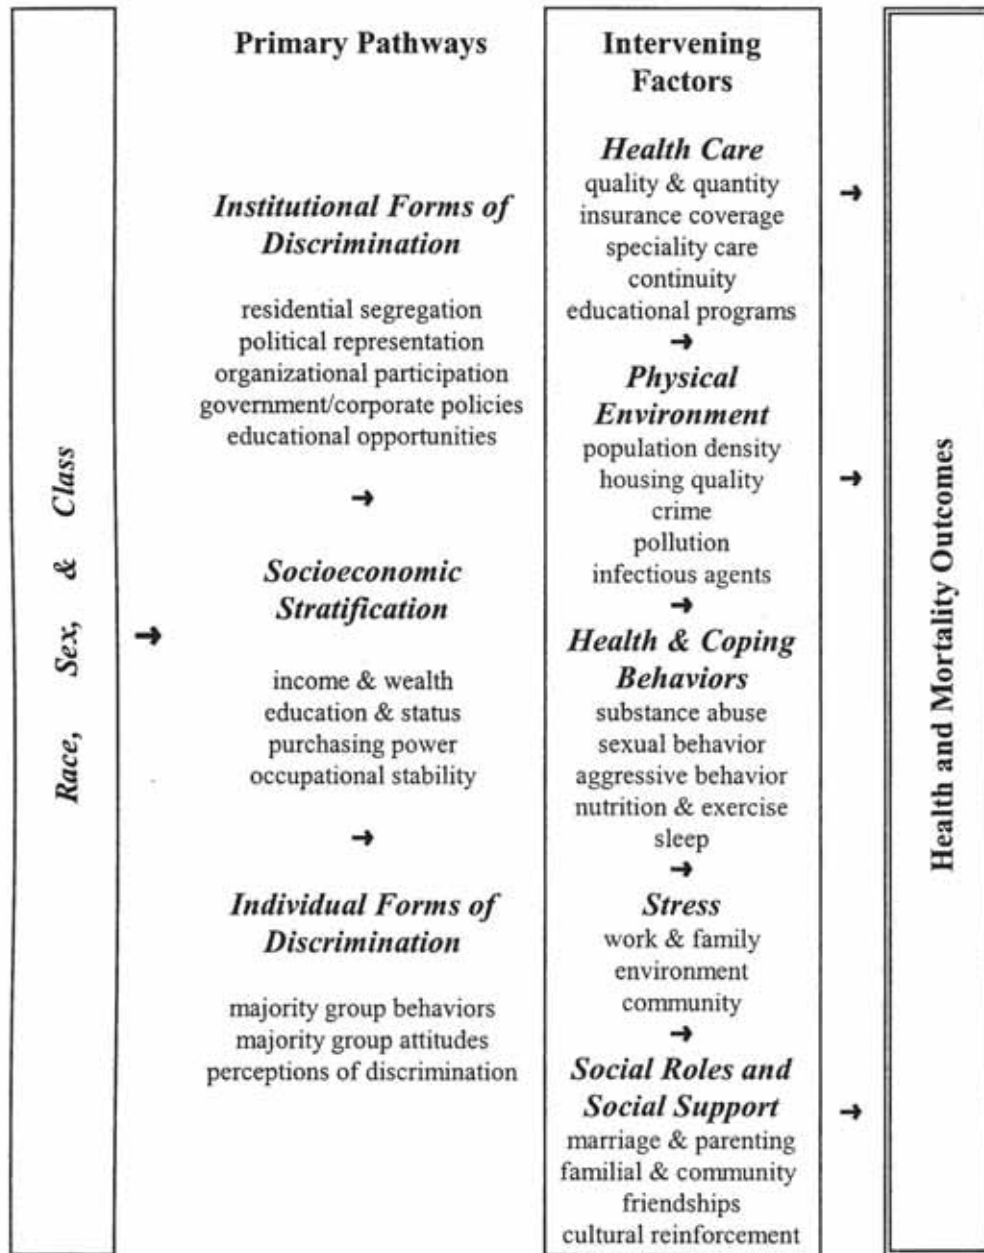 Race, Sex, & Class
→
Primary Pathways
Institutional Forms of
Discrimination
residential segregation
political representation
organizational participation
government/corporate policies
educational opportunities
→
Socioeconomic
Stratification
income & wealth
education & status
purchasing power
occupational stability
→
Individual Forms of
Discrimination
majority group behaviors
majority group attitudes
perceptions of discrimination
Intervening
Factors
Health Care
quality & quantity
insurance coverage
speciality care
continuity
educational programs
→
Physical
Environment
population density
housing quality
crime
pollution
infectious agents
→
Health & Coping
Behaviors
substance abuse
sexual behavior
aggressive behavior
nutrition & exercise
sleep
→
Stress
work & family
environment
community
→
Social Roles and
Social Support
marriage & parenting
familial & community
friendships
cultural reinforcement
→
→
→
Health and Mortality Outcomes